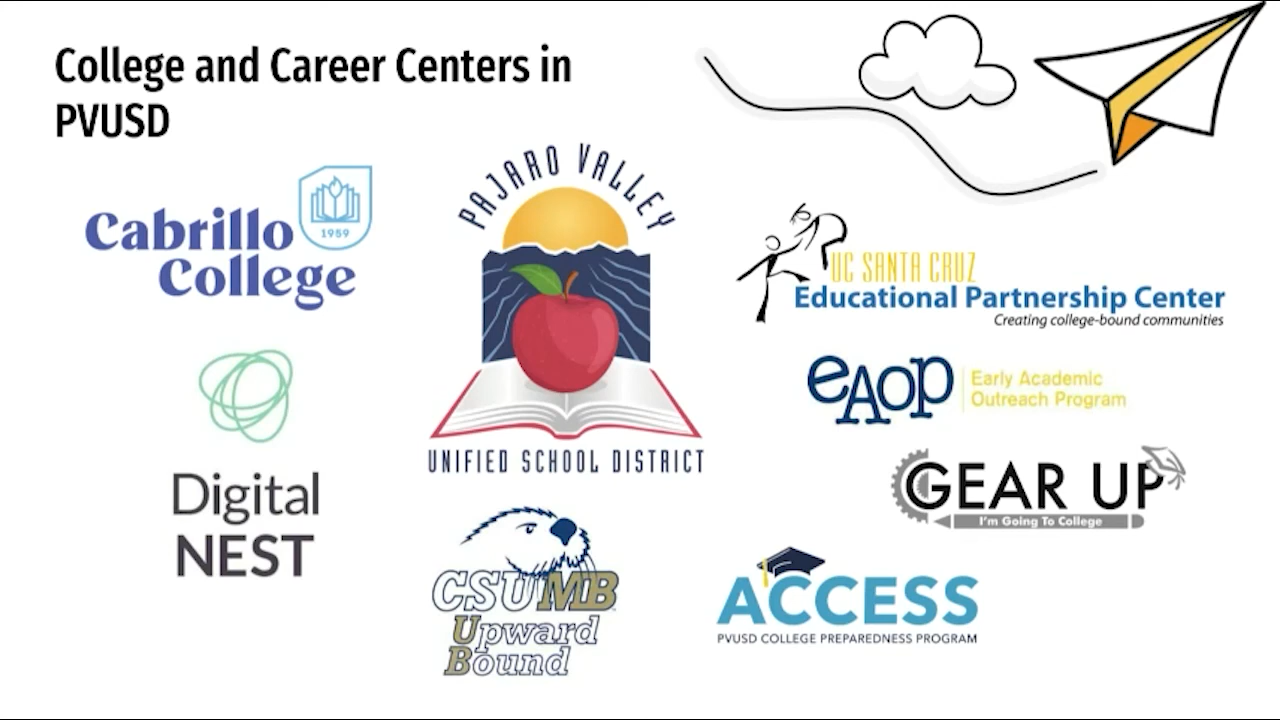 College and Career Centers in
PVUSD
Cabrillo
College
1959
PAJARO VALLEY
UNIFIED SCHOOL DISTRICT
UC SANTA CRUZ
Educational Partnership Center
Creating college-bound communities
eAOP
Early Academic
Outreach Program
Digital
NEST
GEAR UP
I'm Going To College
CSUMB
Upward
Bound
ACCESS
PVUSD COLLEGE PREPAREDNESS PROGRAM